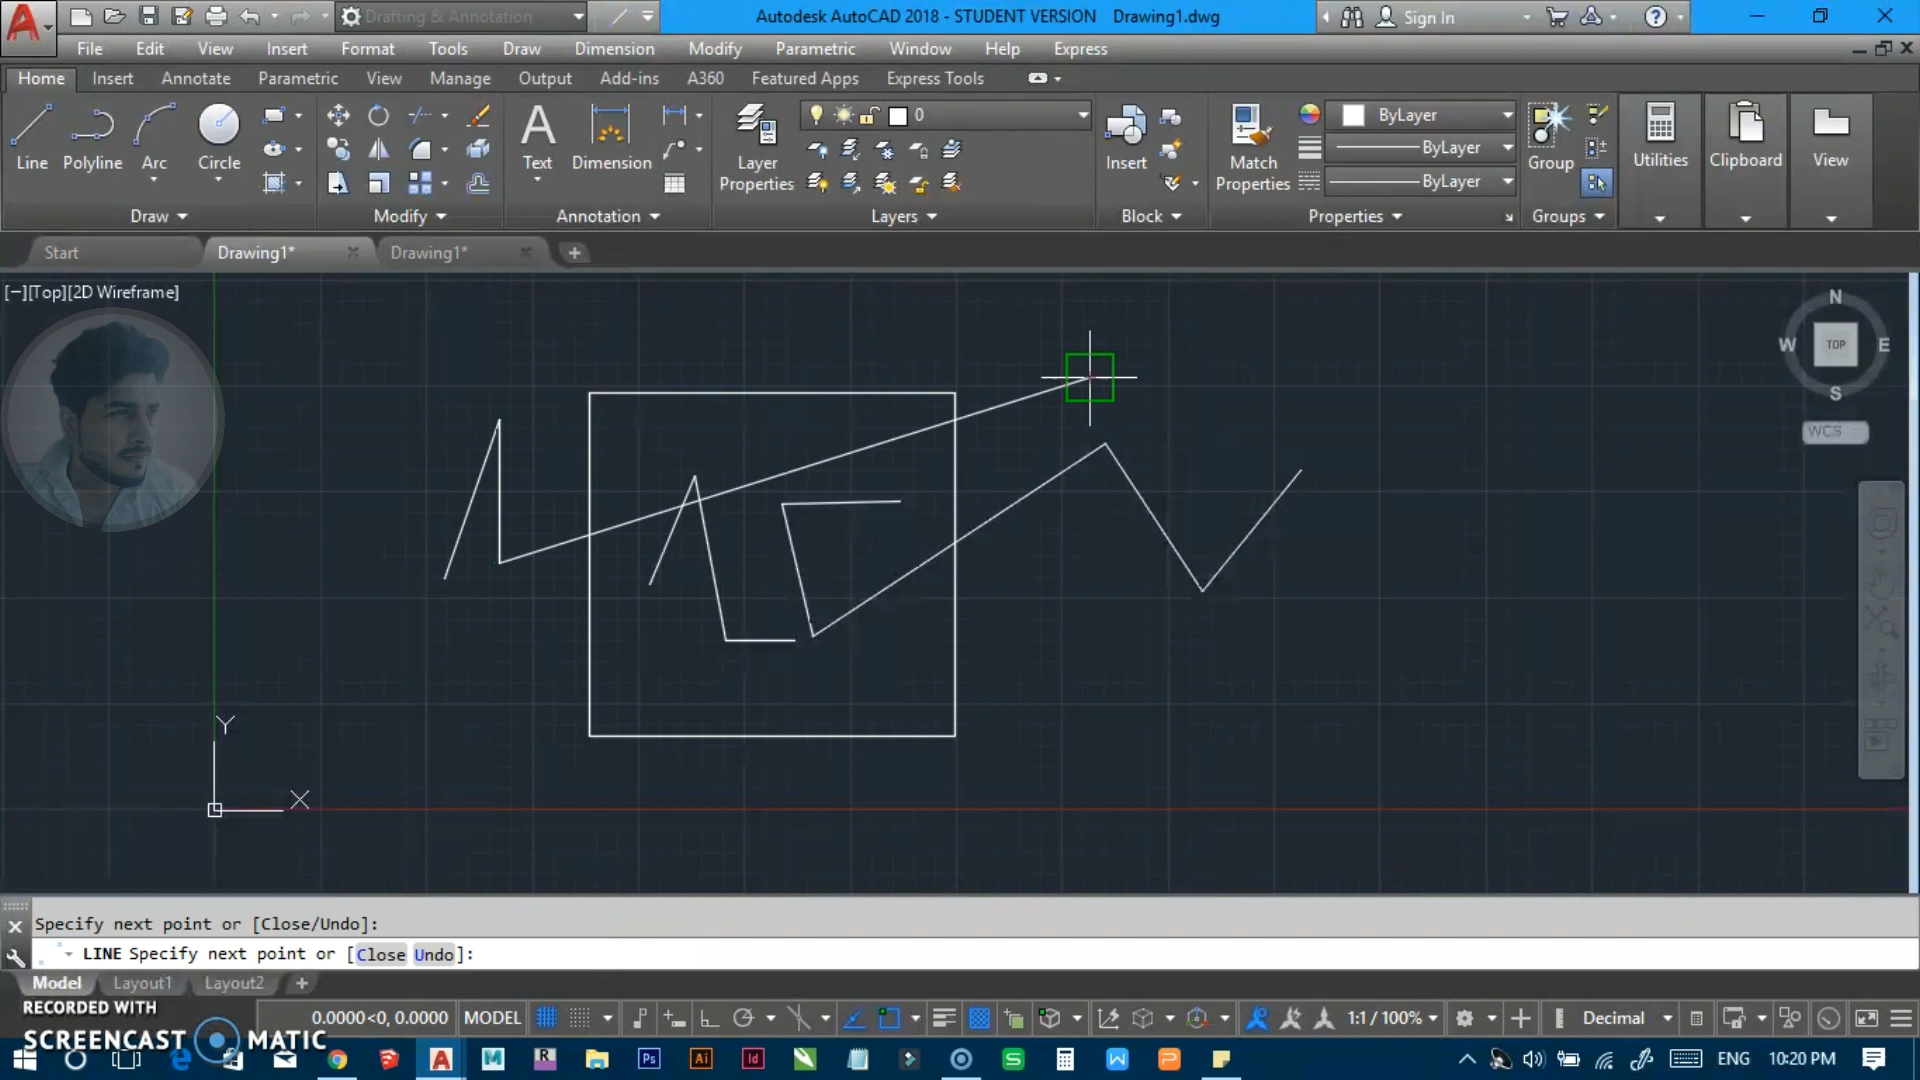 Drafting & Annotation
Autodesk AutoCAD 2018 - STUDENT VERSION Drawing1.dwg
Sign In
File Edit View Insert Format Tools Draw Dimension Modify Parametric Window Help Express
Home Insert Annotate Parametric View Manage Output Add-ins A360 Featured Apps Express Tools
0
ByLayer
ByLayer
ByLayer
Line Polyline Arc Circle
Text Dimension
Layer Properties
Insert
Match Properties
Group
Utilities Clipboard View
Draw Modify Annotation Layers Block Properties Groups
Start Drawing1* Drawing1*
[−][Top][2D Wireframe]
N
W TOP E
S
WCS
Y
X
Specify next point or [Close/Undo]:
LINE Specify next point or [Close Undo]:
Model Layout1 Layout2
RECORDED WITH
SCREENCAST MATIC
0.0000<0, 0.0000 MODEL 1:1 / 100% Decimal
ENG 10:20 PM